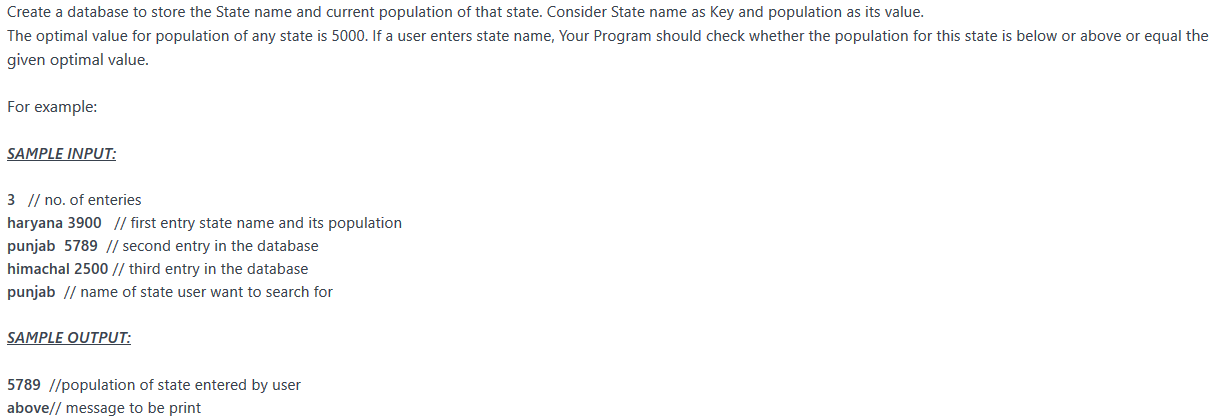 Create a database to store the State name and current population of that state. Consider State name as Key and population as its value.
The optimal value for population of any state is 5000. If a user enters state name, Your Program should check whether the population for this state is below or above or equal the
given optimal value.
For example:
SAMPLE INPUT:
3 // no. of enteries
haryana 3900 // first entry state name and its population
punjab 5789 // second entry in the database
himachal 2500 // third entry in the database
punjab // name of state user want to search for
SAMPLE OUTPUT:
5789 //population of state entered by user
above// message to be print